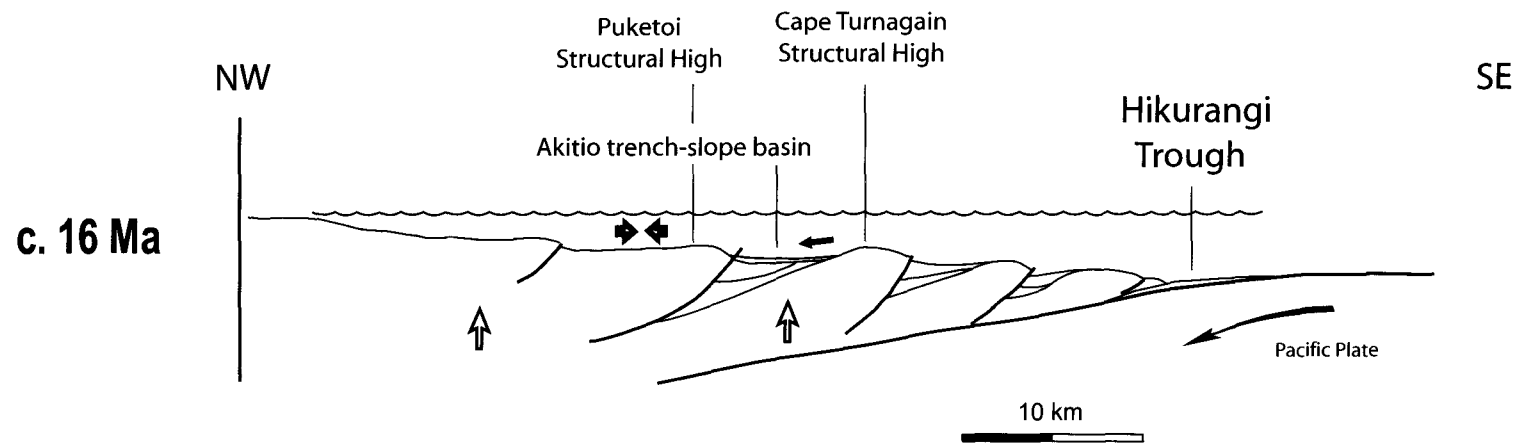 Puketoi
Structural High
Cape Turnagain
Structural High
NW
SE
Hikurangi
Trough
Akitio trench-slope basin
c. 16 Ma
Pacific Plate
10 km